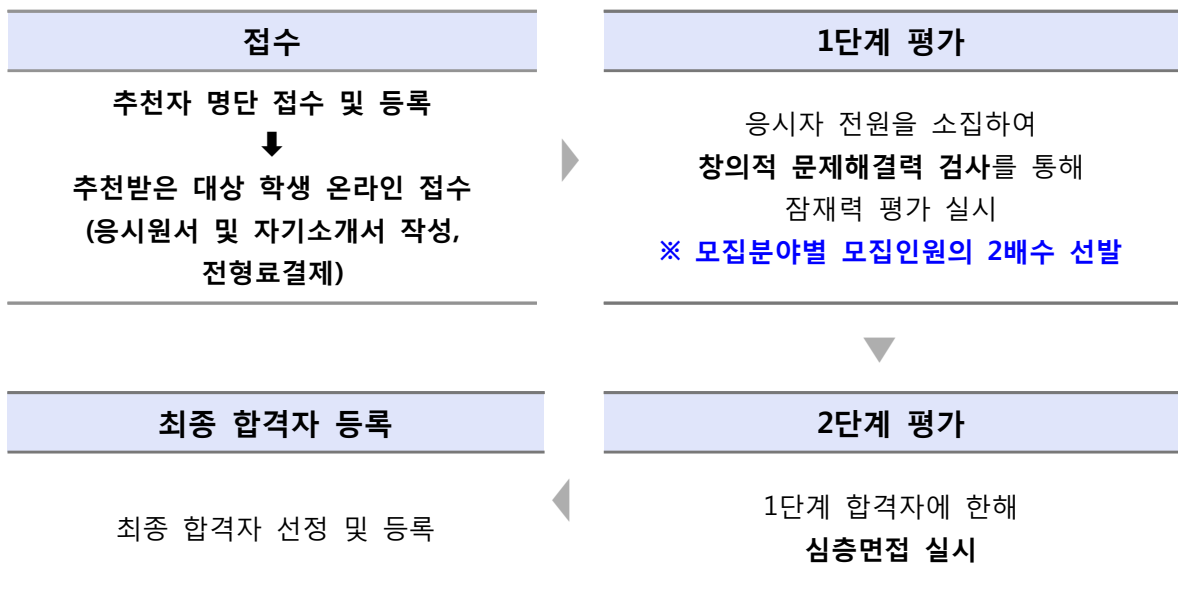 접수
추천자 명단 접수 및 등록
⬇
추천받은 대상 학생 온라인 접수
(응시원서 및 자기소개서 작성,
전형료결제)
1단계 평가
응시자 전원을 소집하여
창의적 문제해결력 검사를 통해
잠재력 평가 실시
※ 모집분야별 모집인원의 2배수 선발
2단계 평가
1단계 합격자에 한해
심층면접 실시
최종 합격자 등록
최종 합격자 선정 및 등록